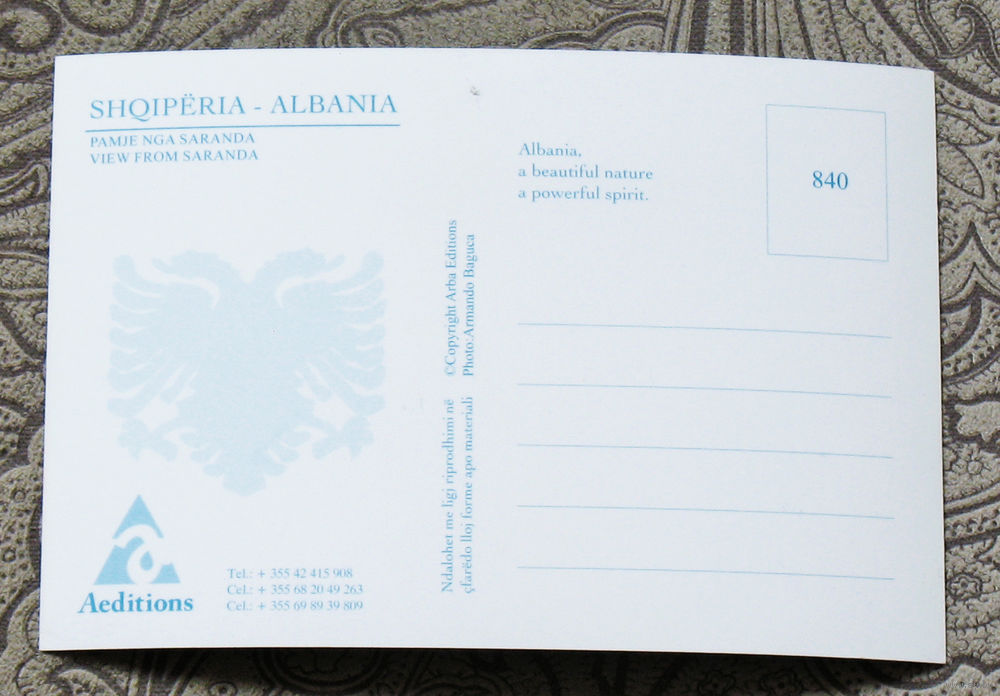 SHQIPËRIA - ALBANIA
PAMJE NGA SARANDA
VIEW FROM SARANDA
Albania,
a beautiful nature
a powerful spirit.
840
©Copyright Arba Editions
Photo:Armando Baguca
Ndalohet me ligj riprodhimi në
çfarëdo lloj forme apo materiali
Aeditions
Tel.: + 355 42 415 908
Cel.: + 355 68 20 49 263
Cel.: + 355 69 89 39 809